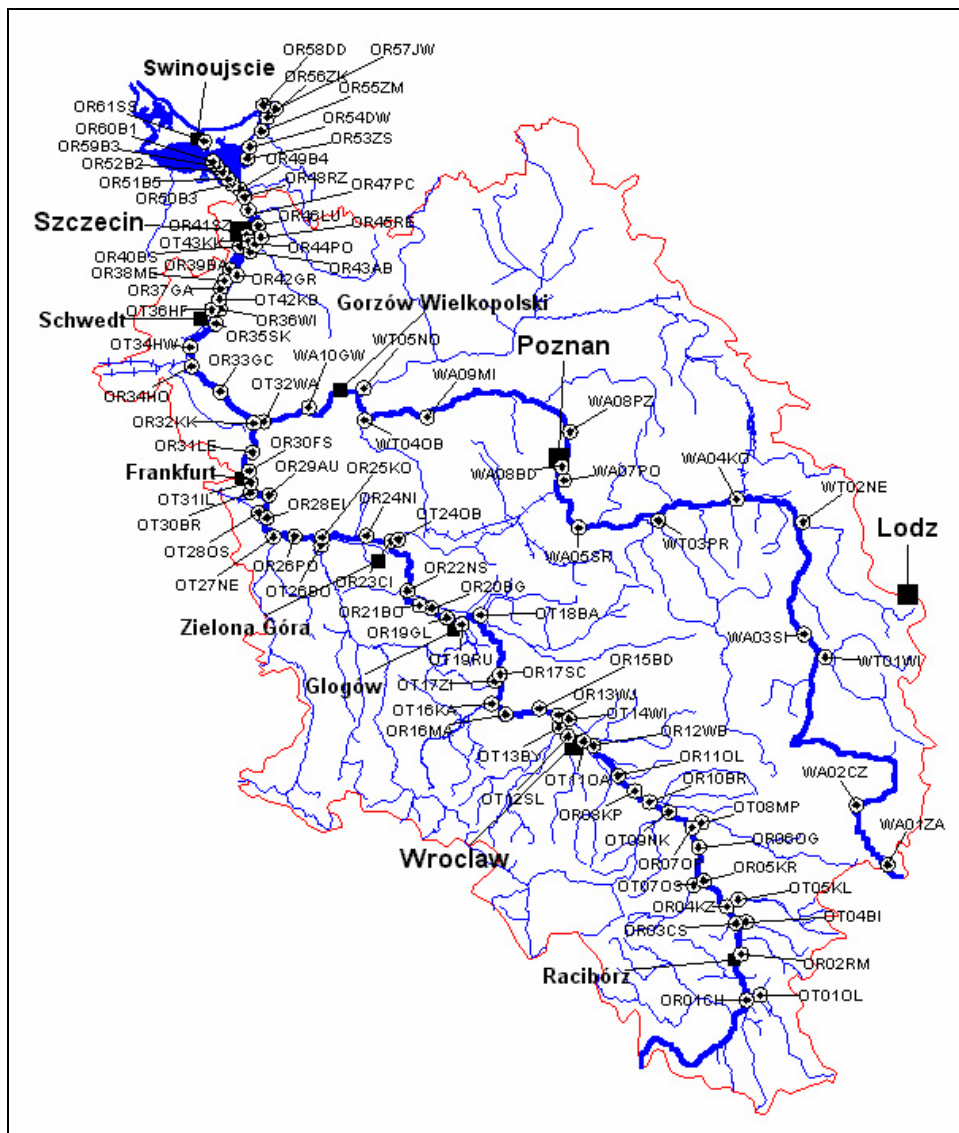 OR58DD
OR57JW
Swinoujscie
OR56ZK
OR55ZM
OR61SS
OR54DW
OR60B1
OR53ZS
OR59B3
OR49B4
OR52B2
OR48RZ
OR51B5
OR47PC
OR50B3
Szczecin
OR46LU
OR41SZ
OR45RE
OT43KK
OR44PO
OR40BS
OR43AB
OR39BA
OR38ME
OR42GR
OR37GA
OT42KB
Gorzów Wielkopolski
OT36HF
OR36WI
Schwedt
OR35SK
WT05NO
Poznan
OT34HW
OR33GC
WA10GW
OT32WA
WA09MI
OR34HO
WA08PZ
OR32KK
WT04OB
OR31LE
OR30FS
OR25KO
WA04KO
Frankfurt
OR29AU
WA08BD
WA07PO
OT31IL
OR24NI
WT02NE
OR28EI
OT24OB
Lodz
OT30BR
WT03PR
OT28OS
WA05SR
OR26PO
OT27NE
OR23CI
OR22NS
OT26BO
OR20BG
OR21BO
OT18BA
Zielona Góra
OR19GL
WA03SI
OT19RU
OR15BD
WT01WI
Glogów
OR17SC
OT17ZI
OR13WJ
OT16KA
OT14WI
OR16MA
OR12WB
OT13BY
OR11OL
WA02CZ
OT11OA
OR10BR
OT12SL
OR08KP
OT08MP
OT09NK
WA01ZA
OR06OG
Wroclaw
OR07OP
OR05KR
OT07OS
OT05KL
OR04KZ
OT04BI
OR03CS
OR02RM
Racibórz
OR01CH
OT01OL